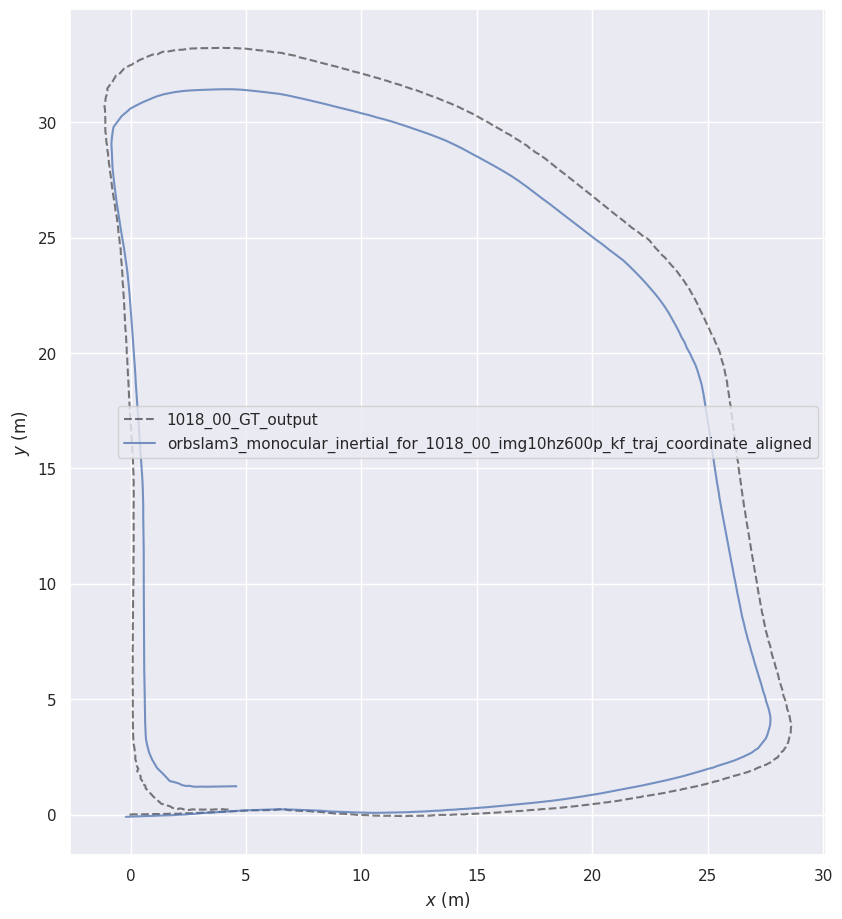 30
25
20
15
10
5
0
y (m)
1018_00_GT_output
orbslam3_monocular_inertial_for_1018_00_img10hz600p_kf_traj_coordinate_aligned
0 5 10 15 20 25 30
x (m)